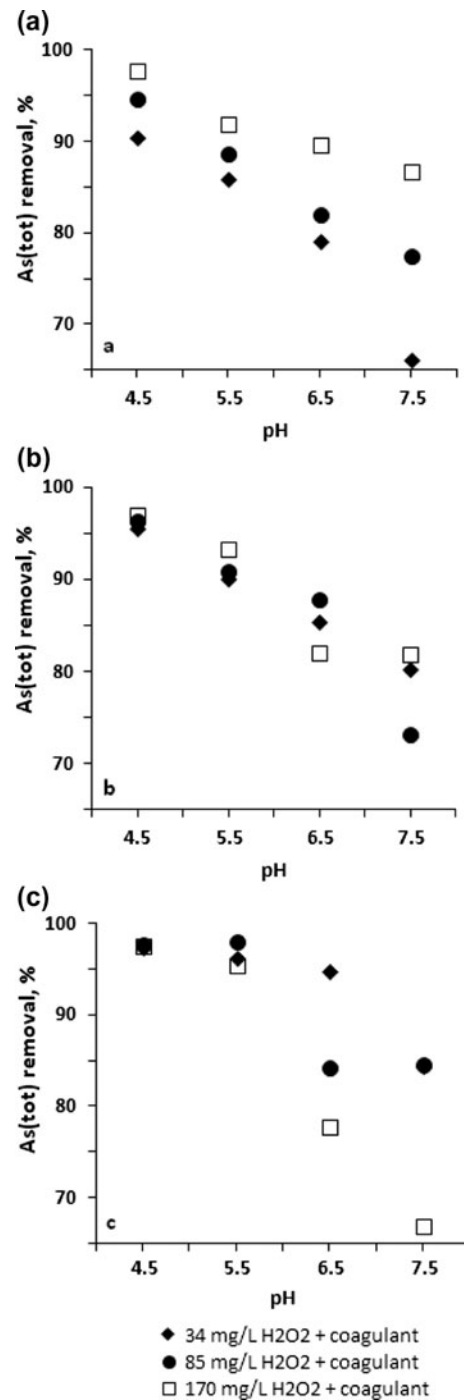 (a)
100
90
80
70
As(tot) removal, %
a
4.5 5.5 6.5 7.5
pH
(b)
100
90
80
70
As(tot) removal, %
b
4.5 5.5 6.5 7.5
pH
(c)
100
90
80
70
As(tot) removal, %
c
4.5 5.5 6.5 7.5
pH
34 mg/L H2O2 + coagulant
85 mg/L H2O2 + coagulant
170 mg/L H2O2 + coagulant